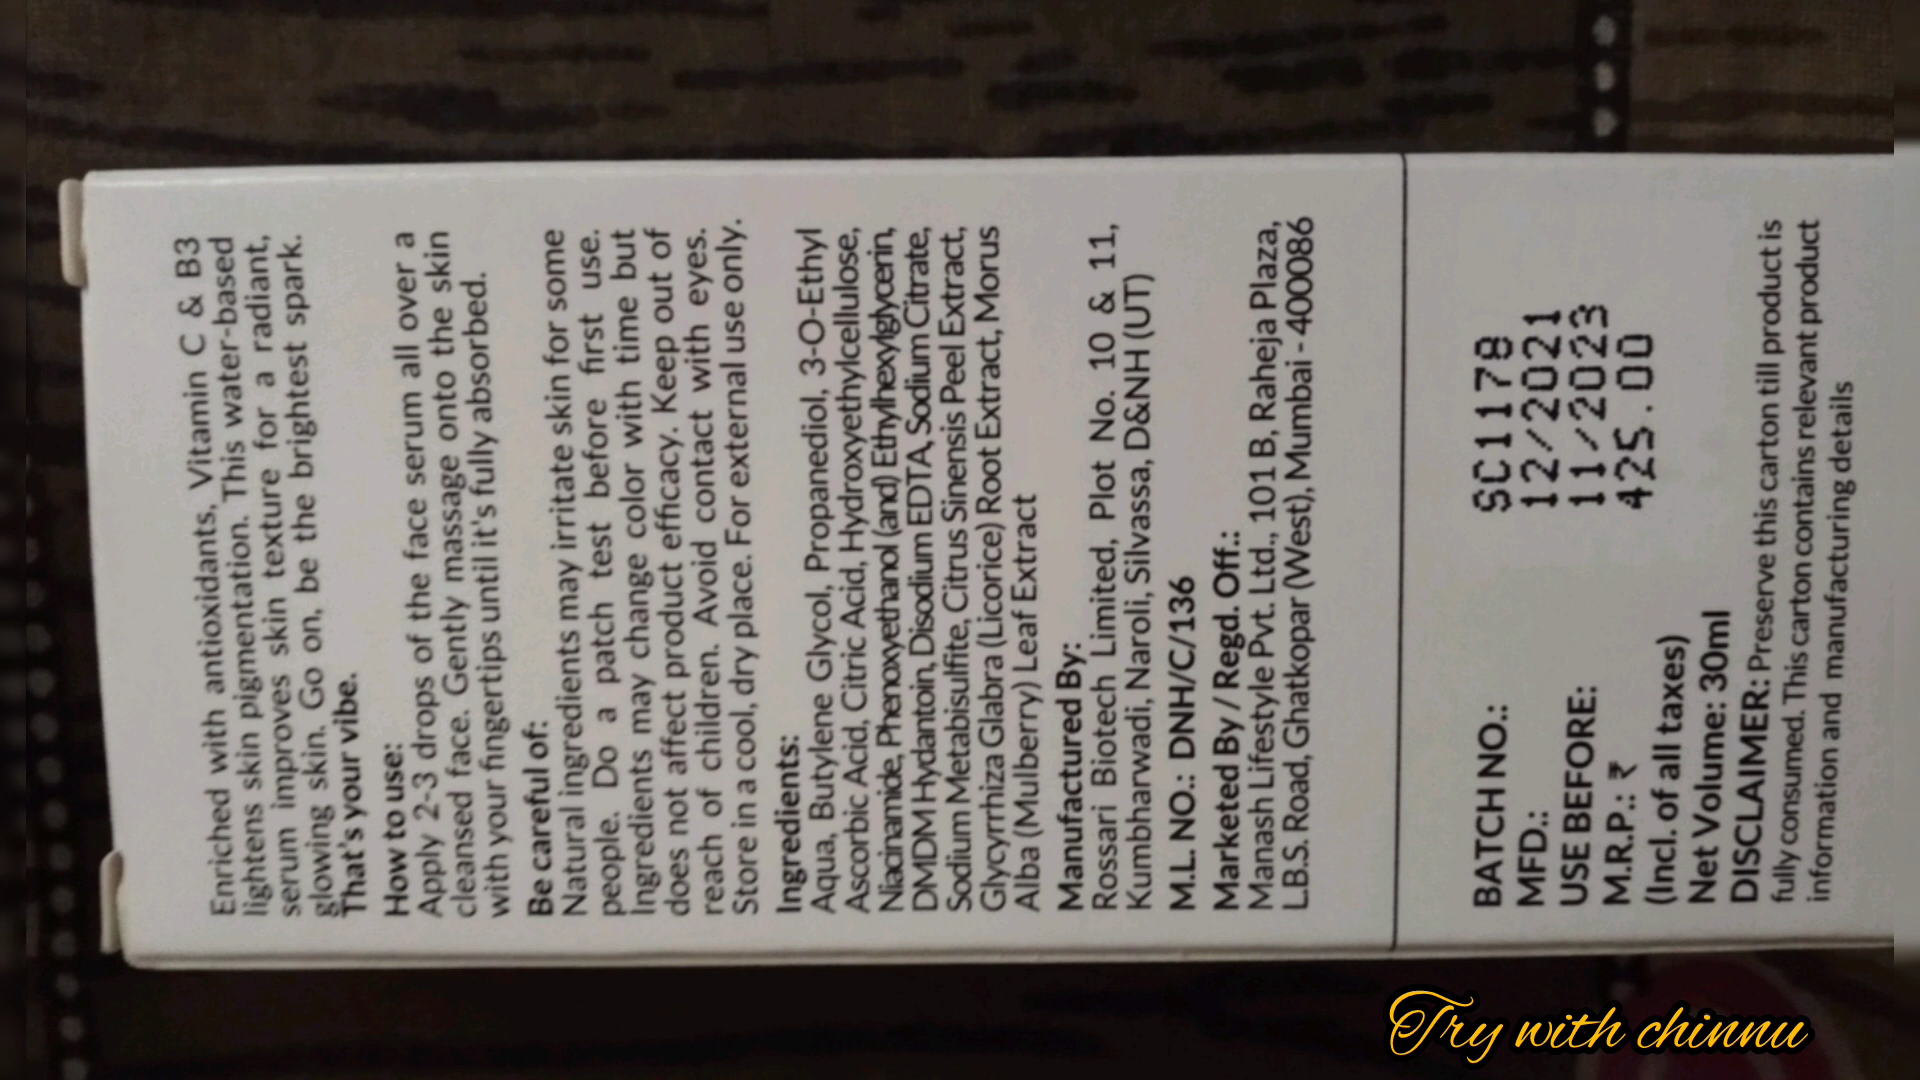 Enriched with antioxidants, Vitamin C & B3
lightens skin pigmentation. This water-based
serum improves skin texture for a radiant,
glowing skin. Go on, be the brightest spark.
That's your vibe.
How to use:
Apply 2-3 drops of the face serum all over a
cleansed face. Gently massage onto the skin
with your fingertips until it's fully absorbed.
Be careful of:
Natural ingredients may irritate skin for some
people. Do a patch test before first use.
Ingredients may change color with time but
does not affect product efficacy. Keep out of
reach of children. Avoid contact with eyes.
Store in a cool, dry place. For external use only.
Ingredients:
Aqua, Butylene Glycol, Propanediol, 3-O-Ethyl
Ascorbic Acid, Citric Acid, Hydroxyethylcellulose,
Niacinamide, Phenoxyethanol (and) Ethylhexylglycerin,
DMDM Hydantoin, Disodium EDTA, Sodium Citrate,
Sodium Metabisulfite, Citrus Sinensis Peel Extract,
Glycyrrhiza Glabra (Licorice) Root Extract, Morus
Alba (Mulberry) Leaf Extract
Manufactured By:
Rossari Biotech Limited, Plot No. 10 & 11,
Kumbharwadi, Naroli, Silvassa, D&NH (UT)
M.L. NO.: DNH/C/136
Marketed By / Regd. Off.:
Manash Lifestyle Pvt. Ltd., 101 B, Raheja Plaza,
L.B.S. Road, Ghatkopar (West), Mumbai - 400086
BATCH NO.: SC1178
MFD.: 12/2021
USE BEFORE: 11/2023
M.R.P.: ₹ 425.00
(Incl. of all taxes)
Net Volume: 30ml
DISCLAIMER: Preserve this carton till product is
fully consumed. This carton contains relevant product
information and manufacturing details
Try with chinnu